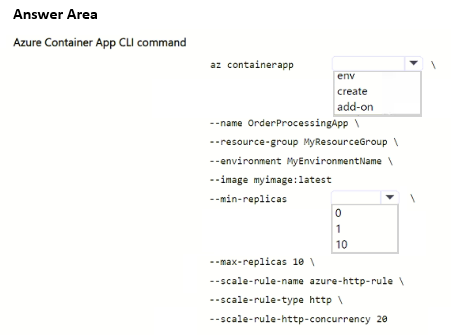 Answer Area
Azure Container App CLI command
az containerapp \
env
create
add-on
--name OrderProcessingApp \
--resource-group MyResourceGroup \
--environment MyEnvironmentName \
--image myimage:latest
--min-replicas \
0
1
10
--max-replicas 10 \
--scale-rule-name azure-http-rule \
--scale-rule-type http \
--scale-rule-http-concurrency 20